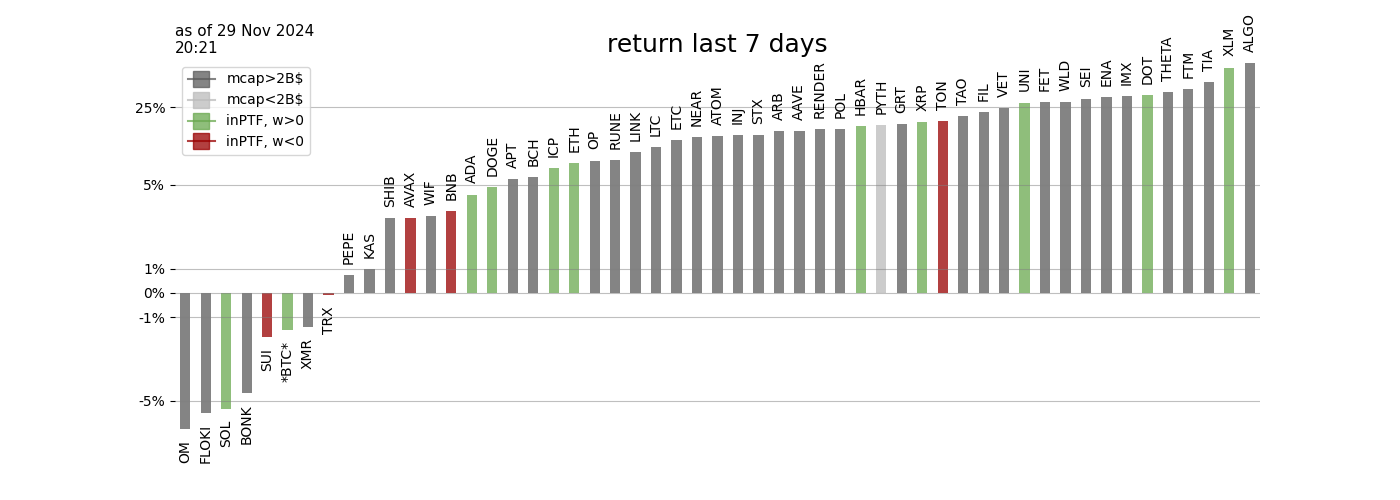 as of 29 Nov 2024
20:21
return last 7 days
mcap>2B$
mcap<2B$
inPTF, w>0
inPTF, w<0
25%
5%
1%
0%
-1%
-5%
OM
FLOKI
SOL
BONK
SUI
*BTC*
XMR
TRX
PEPE
KAS
SHIB
AVAX
WIF
BNB
ADA
DOGE
APT
BCH
ICP
ETH
OP
RUNE
LINK
LTC
ETC
NEAR
ATOM
INJ
STX
ARB
AAVE
RENDER
POL
HBAR
PYTH
GRT
XRP
TON
TAO
FIL
VET
UNI
FET
WLD
SEI
ENA
IMX
DOT
THETA
FTM
TIA
XLM
ALGO